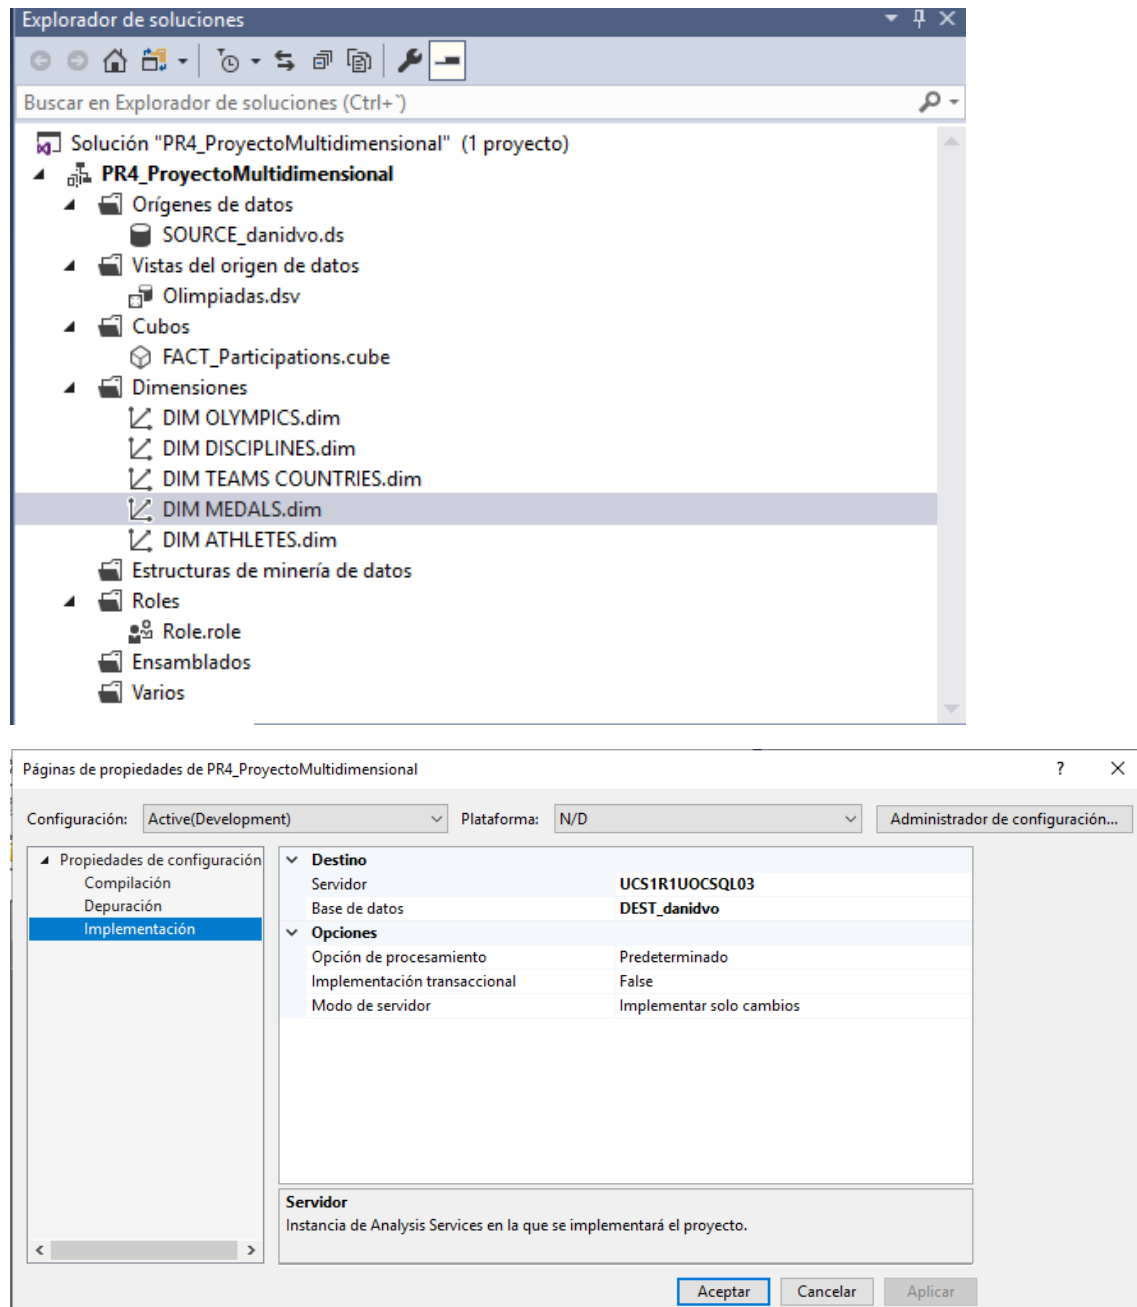 Explorador de soluciones
Buscar en Explorador de soluciones (Ctrl+`)
Solución "PR4_ProyectoMultidimensional" (1 proyecto)
PR4_ProyectoMultidimensional
Orígenes de datos
SOURCE_danidvo.ds
Vistas del origen de datos
Olimpiadas.dsv
Cubos
FACT_Participations.cube
Dimensiones
DIM OLYMPICS.dim
DIM DISCIPLINES.dim
DIM TEAMS COUNTRIES.dim
DIM MEDALS.dim
DIM ATHLETES.dim
Estructuras de minería de datos
Roles
Role.role
Ensamblados
Varios
Páginas de propiedades de PR4_ProyectoMultidimensional ?
Configuración: Active(Development) Plataforma: N/D Administrador de configuración...
Propiedades de configuración
Compilación
Depuración
Implementación
Destino
Servidor UCS1R1UOCSQL03
Base de datos DEST_danidvo
Opciones
Opción de procesamiento Predeterminado
Implementación transaccional False
Modo de servidor Implementar solo cambios
Servidor
Instancia de Analysis Services en la que se implementará el proyecto.
Aceptar Cancelar Aplicar